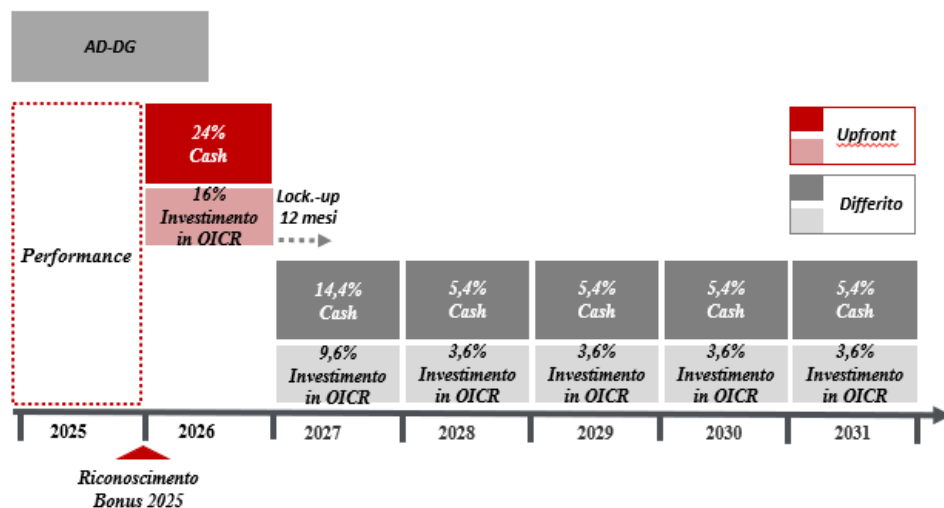 AD-DG
24%
Cash
16%
Investimento
in OICR
Lock.-up
12 mesi
Upfront
Differito
Performance
14,4%
Cash
5,4%
Cash
5,4%
Cash
5,4%
Cash
5,4%
Cash
9,6%
Investimento
in OICR
3,6%
Investimento
in OICR
3,6%
Investimento
in OICR
3,6%
Investimento
in OICR
3,6%
Investimento
in OICR
2025
2026
2027
2028
2029
2030
2031
Riconoscimento
Bonus 2025